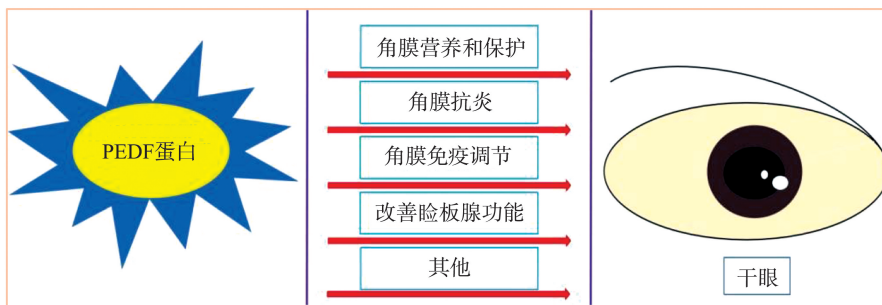 PEDF蛋白
角膜营养和保护
角膜抗炎
角膜免疫调节
改善睑板腺功能
其他
干眼